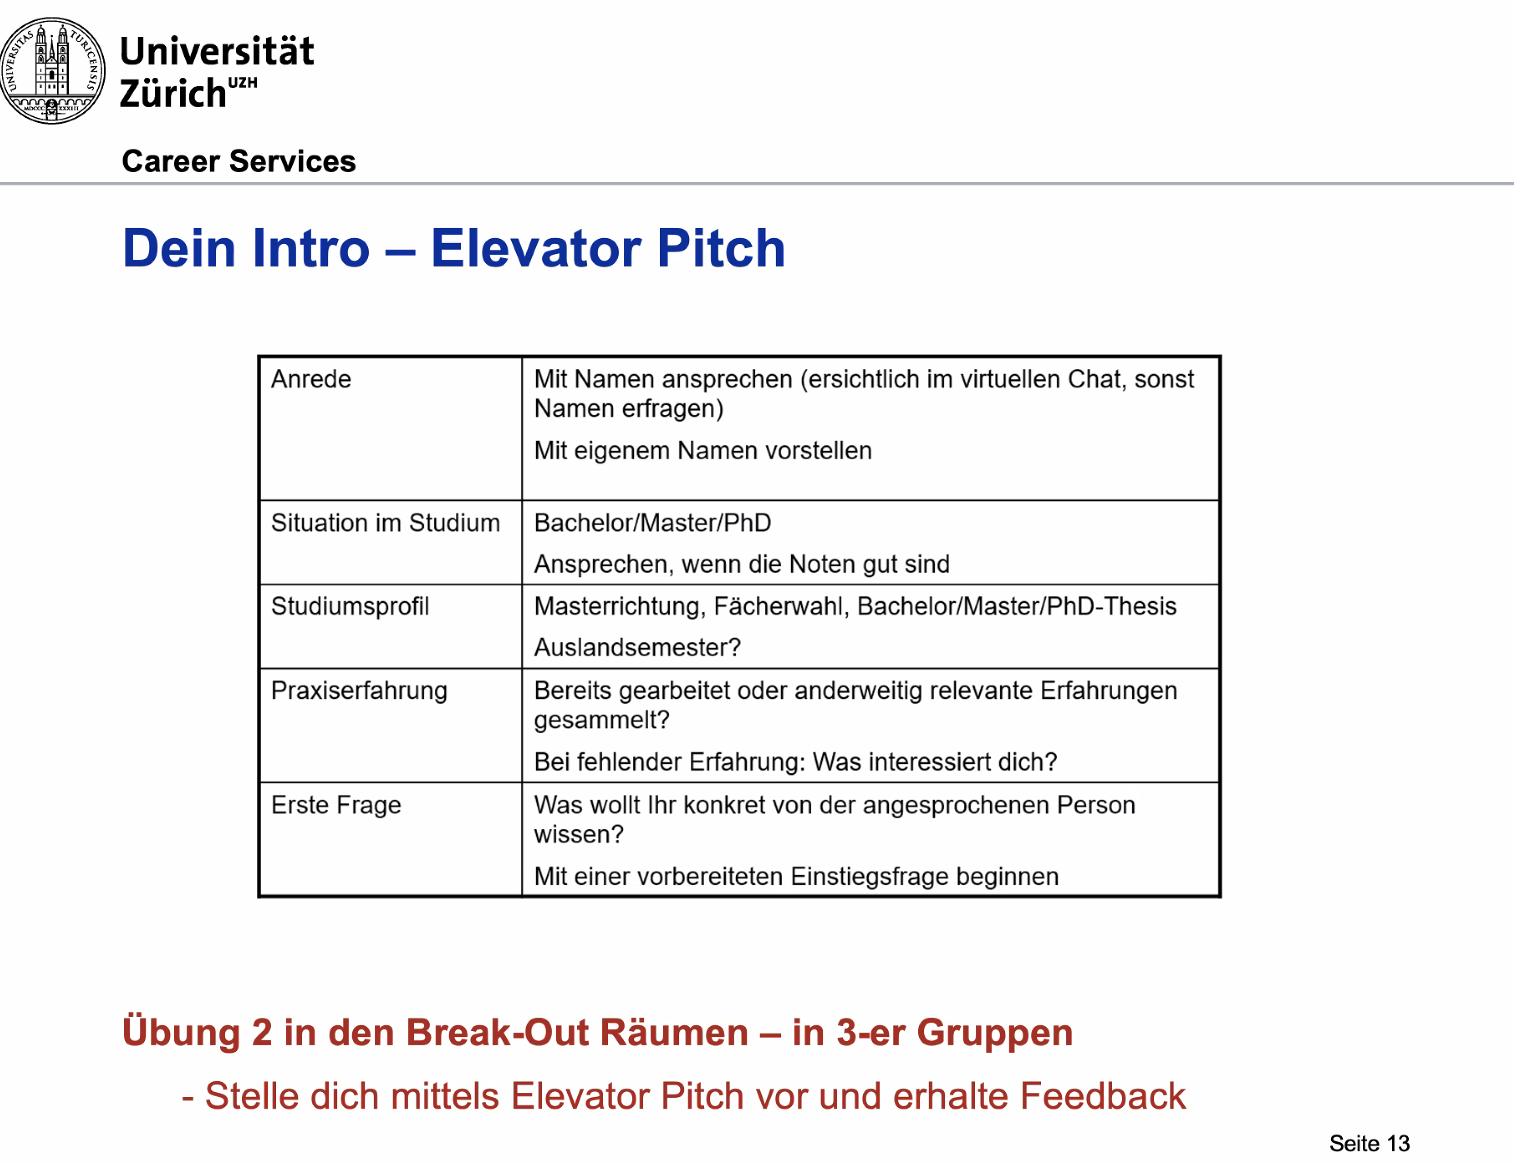 UNIVERSITAS TURICENSIS
MDCCC XXXIII
Universität
Zürich UZH
Career Services
Dein Intro – Elevator Pitch
Anrede
Mit Namen ansprechen (ersichtlich im virtuellen Chat, sonst
Namen erfragen)
Mit eigenem Namen vorstellen
Situation im Studium
Bachelor/Master/PhD
Ansprechen, wenn die Noten gut sind
Studiumsprofil
Masterrichtung, Fächerwahl, Bachelor/Master/PhD-Thesis
Auslandsemester?
Praxiserfahrung
Bereits gearbeitet oder anderweitig relevante Erfahrungen
gesammelt?
Bei fehlender Erfahrung: Was interessiert dich?
Erste Frage
Was wollt Ihr konkret von der angesprochenen Person
wissen?
Mit einer vorbereiteten Einstiegsfrage beginnen
Übung 2 in den Break-Out Räumen – in 3-er Gruppen
- Stelle dich mittels Elevator Pitch vor und erhalte Feedback
Seite 13